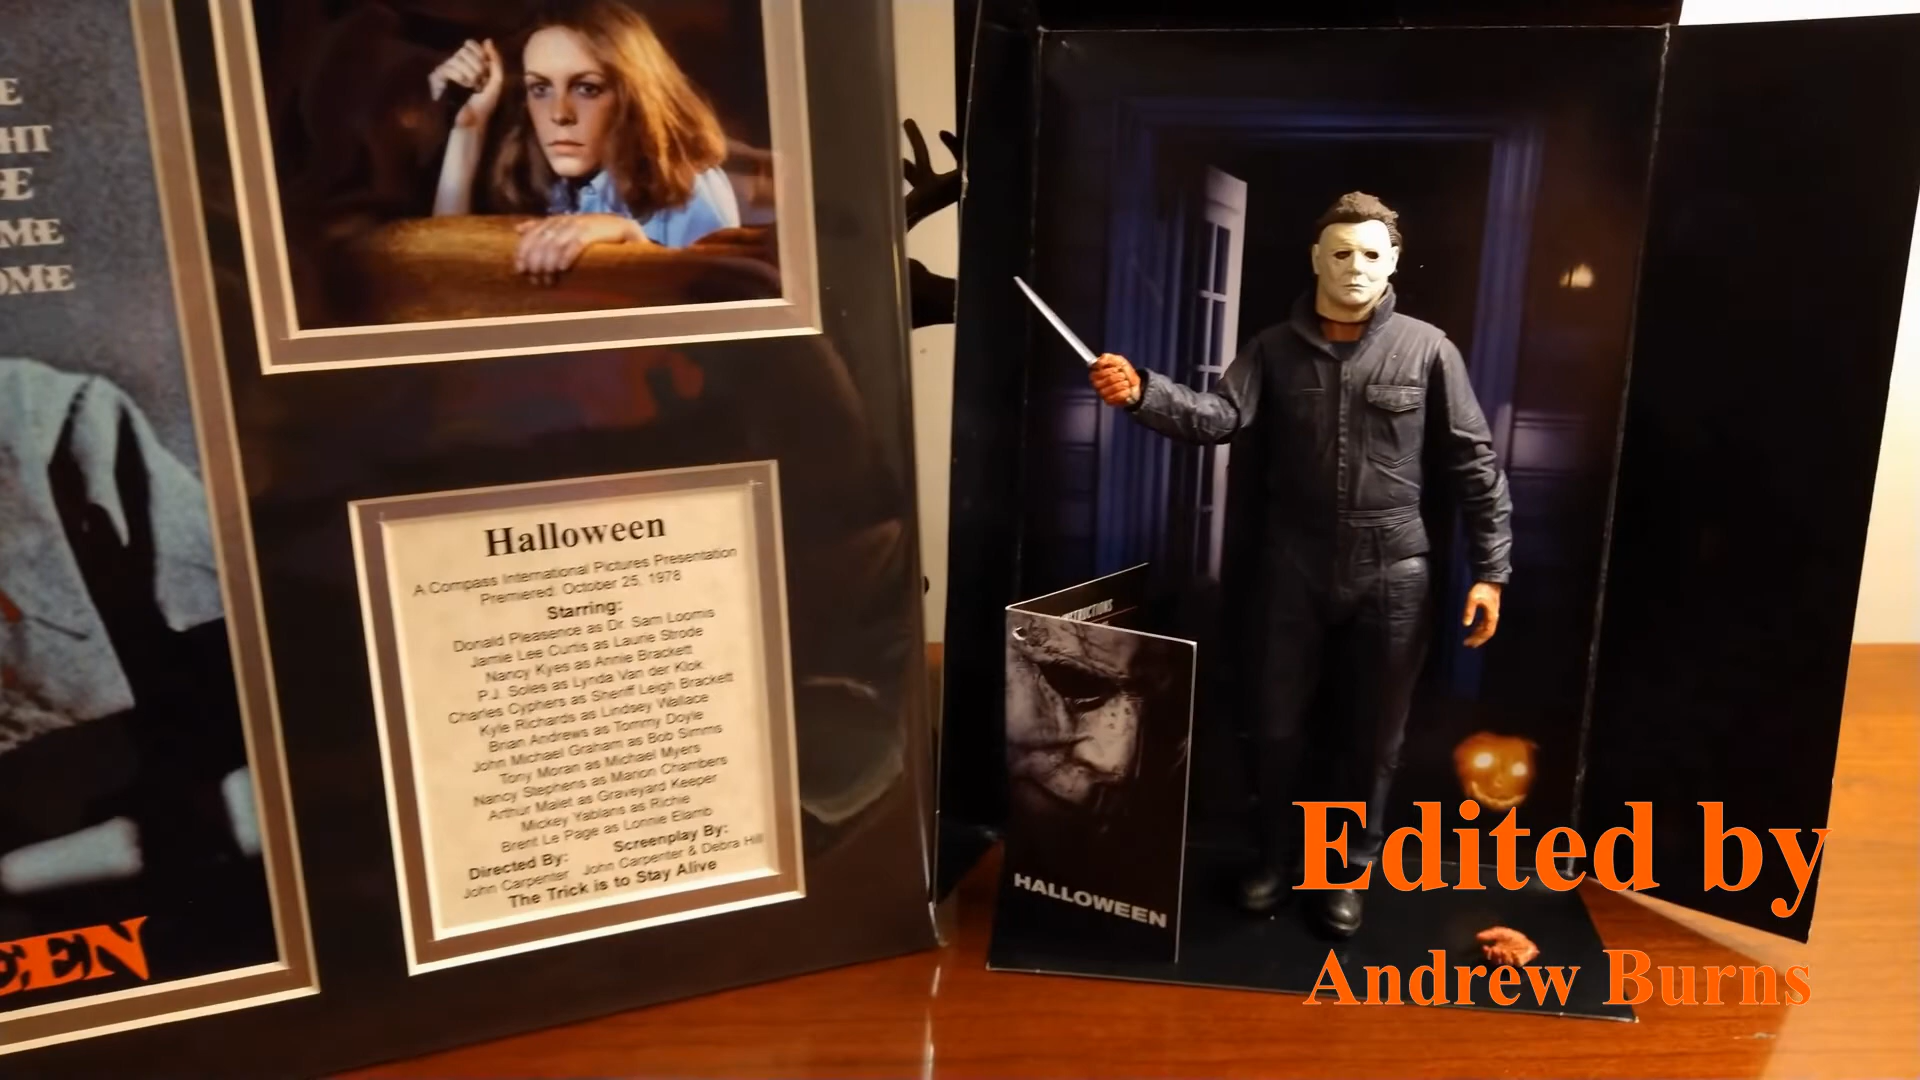 E
HT
E
ME
OME
EEN
Halloween
A Compass International Pictures Presentation
Premiered: October 25, 1978
Starring:
Donald Pleasence as Dr. Sam Loomis
Jamie Lee Curtis as Laurie Strode
Nancy Kyes as Annie Brackett
P.J. Soles as Lynda Van der Klok
Charles Cyphers as Sheriff Leigh Brackett
Kyle Richards as Lindsey Wallace
Brian Andrews as Tommy Doyle
John Michael Graham as Bob Simms
Tony Moran as Michael Myers
Nancy Stephens as Marion Chambers
Arthur Malet as Graveyard Keeper
Mickey Yablans as Richie
Brent Le Page as Lonnie Elamb
Directed By: Screenplay By:
John Carpenter John Carpenter & Debra Hill
The Trick is to Stay Alive
HALLOWEEN
Edited by
Andrew Burns